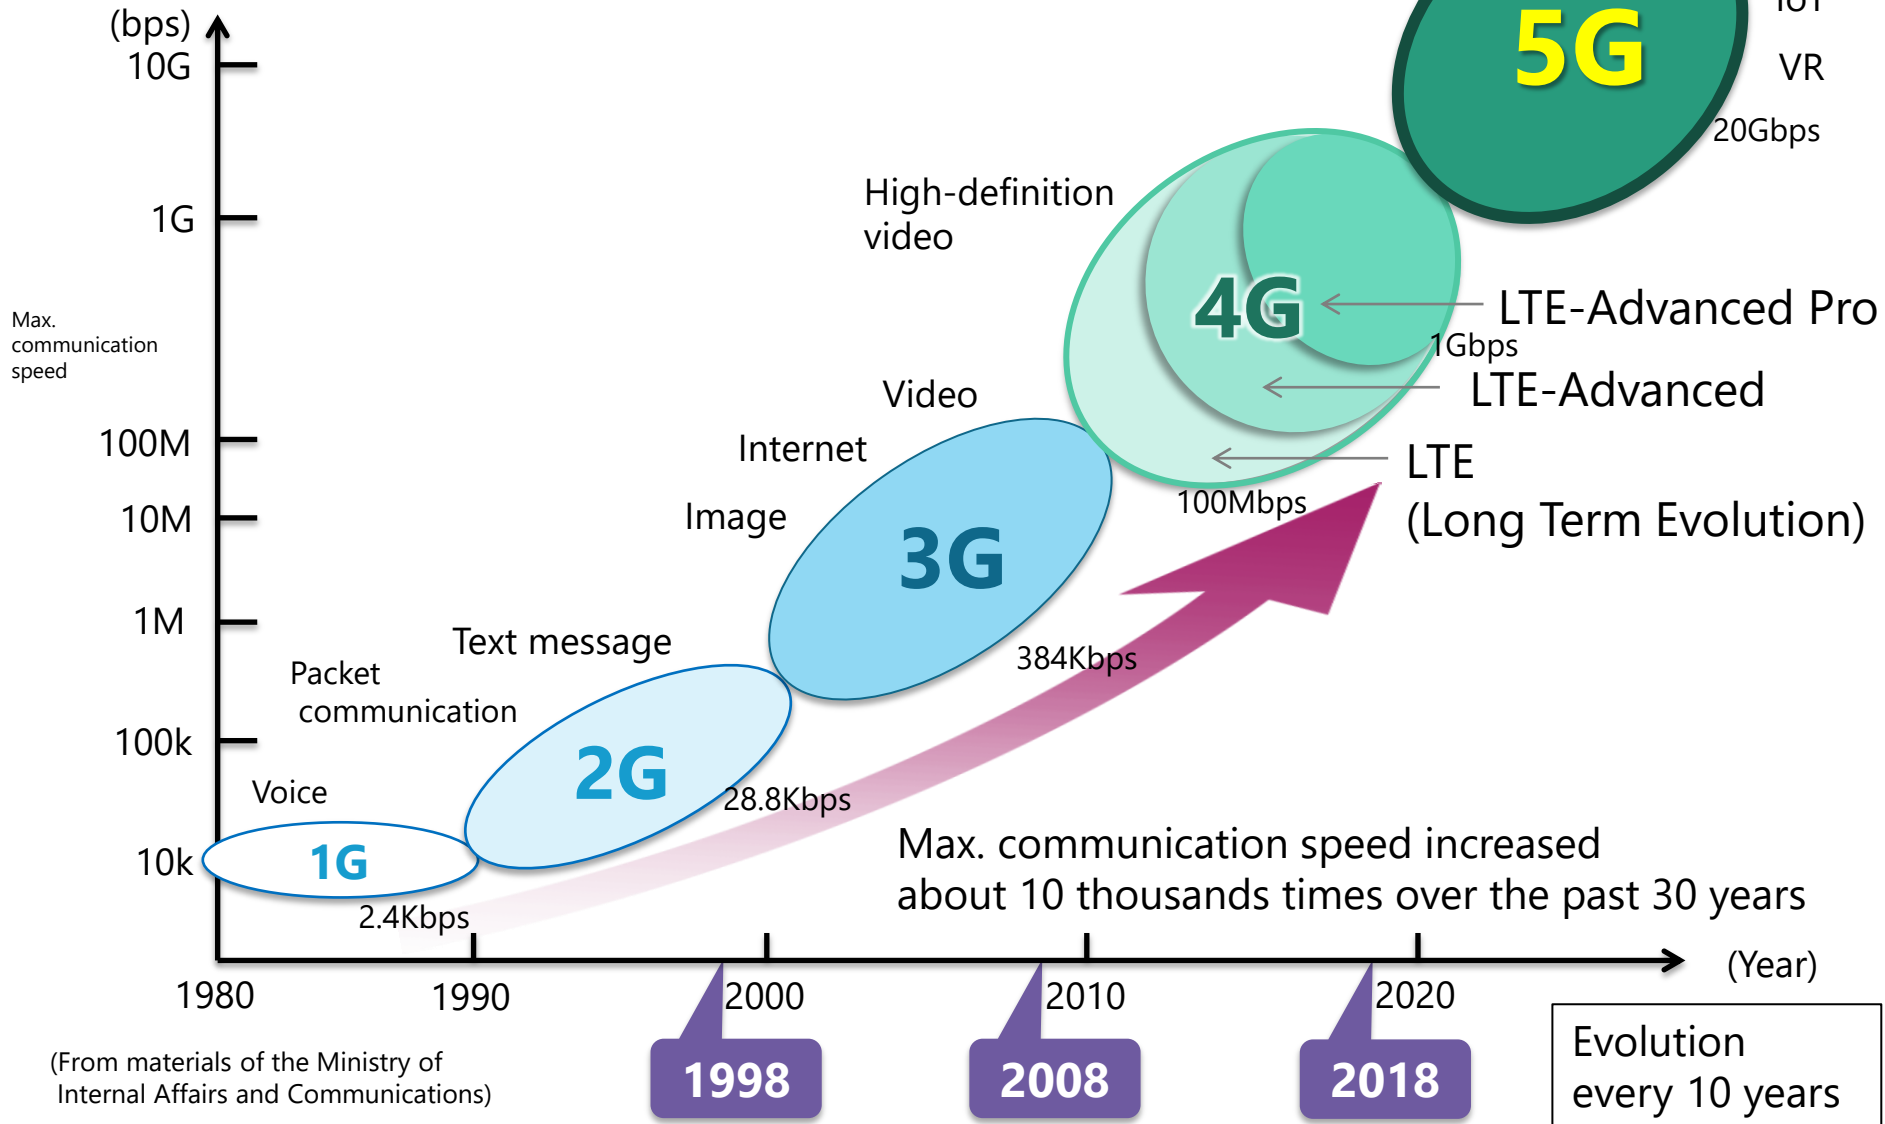 (bps)
10G
1G
Max.
communication
speed
100M
10M
1M
100k
10k
5G
IoT
VR
20Gbps
High-definition
video
4G
LTE-Advanced Pro
1Gbps
LTE-Advanced
LTE
(Long Term Evolution)
100Mbps
Video
Internet
Image
3G
384Kbps
Text message
Packet
communication
2G
28.8Kbps
Voice
1G
2.4Kbps
Max. communication speed increased
about 10 thousands times over the past 30 years
(Year)
1980
1990
2000
2010
2020
1998
2008
2018
(From materials of the Ministry of
Internal Affairs and Communications)
Evolution
every 10 years